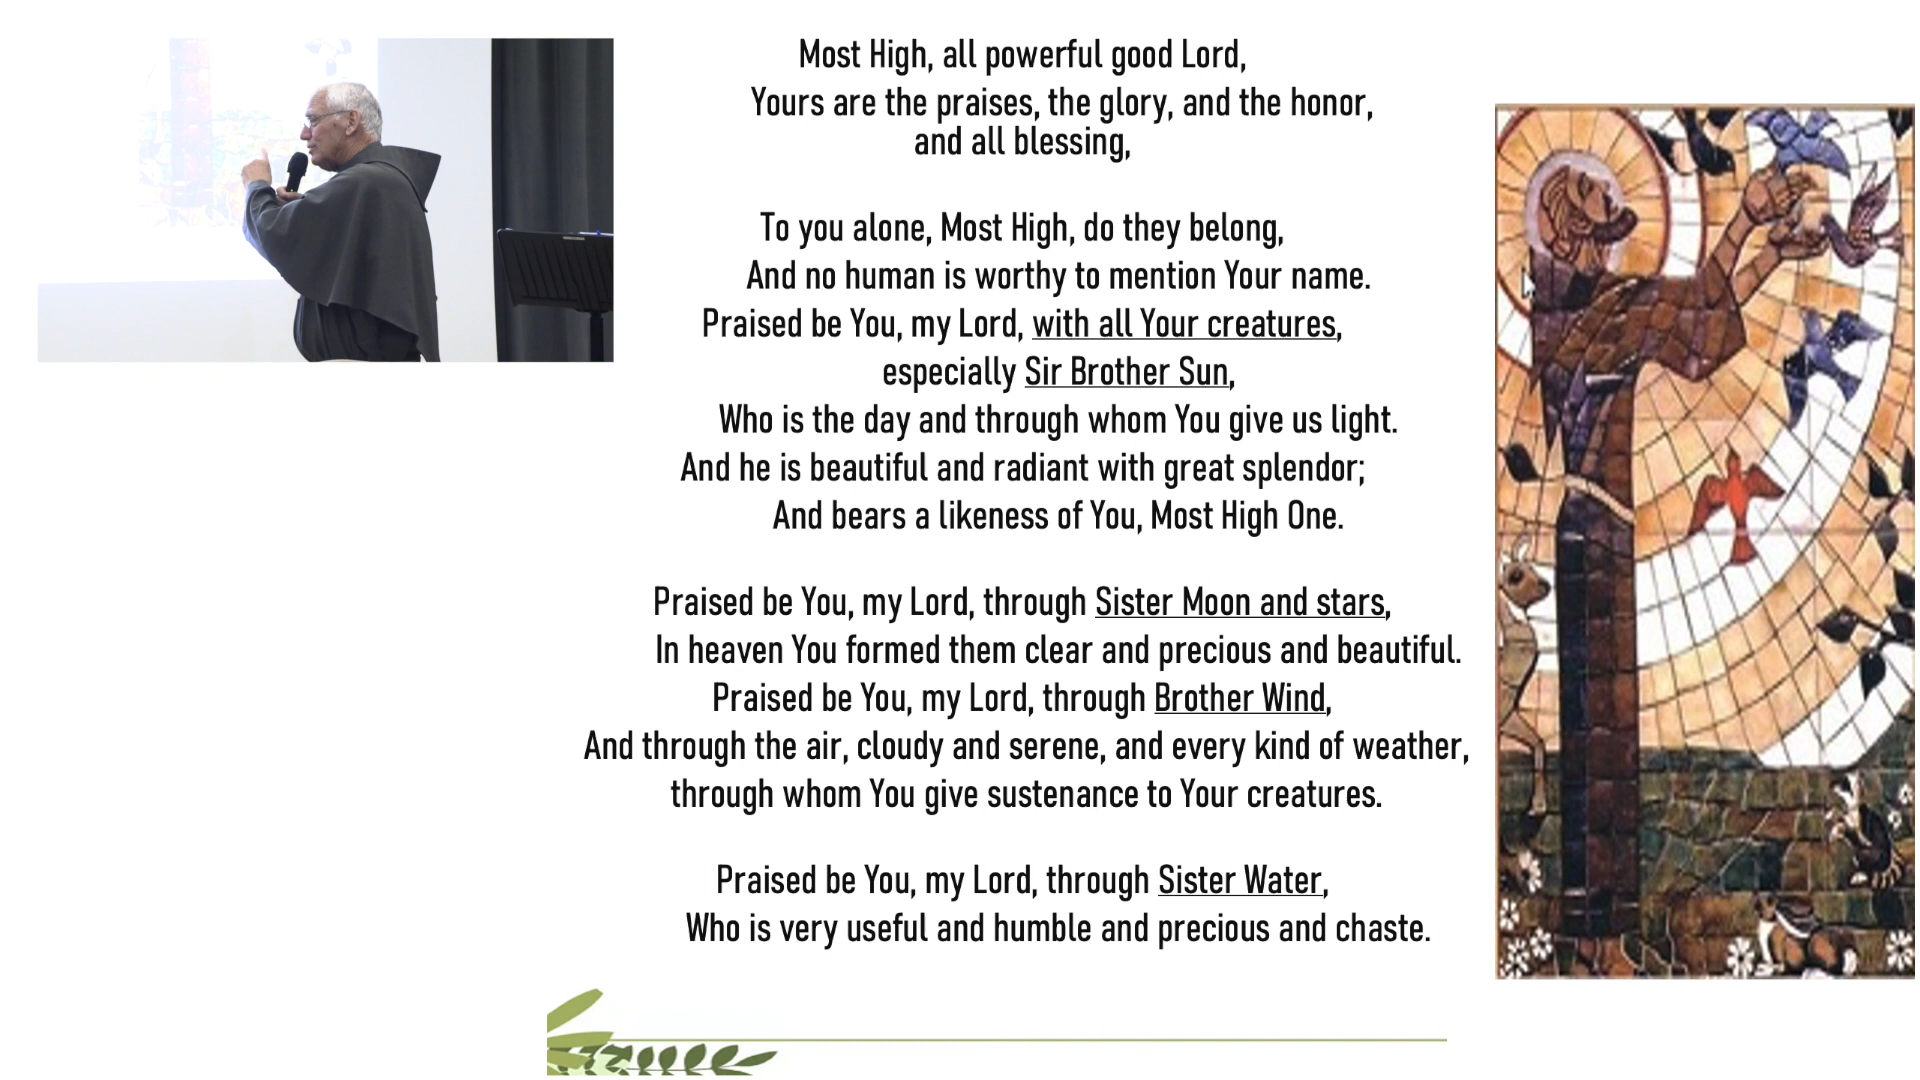 Most High, all powerful good Lord,
Yours are the praises, the glory, and the honor,
and all blessing,
To you alone, Most High, do they belong,
And no human is worthy to mention Your name.
Praised be You, my Lord, with all Your creatures,
especially Sir Brother Sun,
Who is the day and through whom You give us light.
And he is beautiful and radiant with great splendor;
And bears a likeness of You, Most High One.
Praised be You, my Lord, through Sister Moon and stars,
In heaven You formed them clear and precious and beautiful.
Praised be You, my Lord, through Brother Wind,
And through the air, cloudy and serene, and every kind of weather,
through whom You give sustenance to Your creatures.
Praised be You, my Lord, through Sister Water,
Who is very useful and humble and precious and chaste.